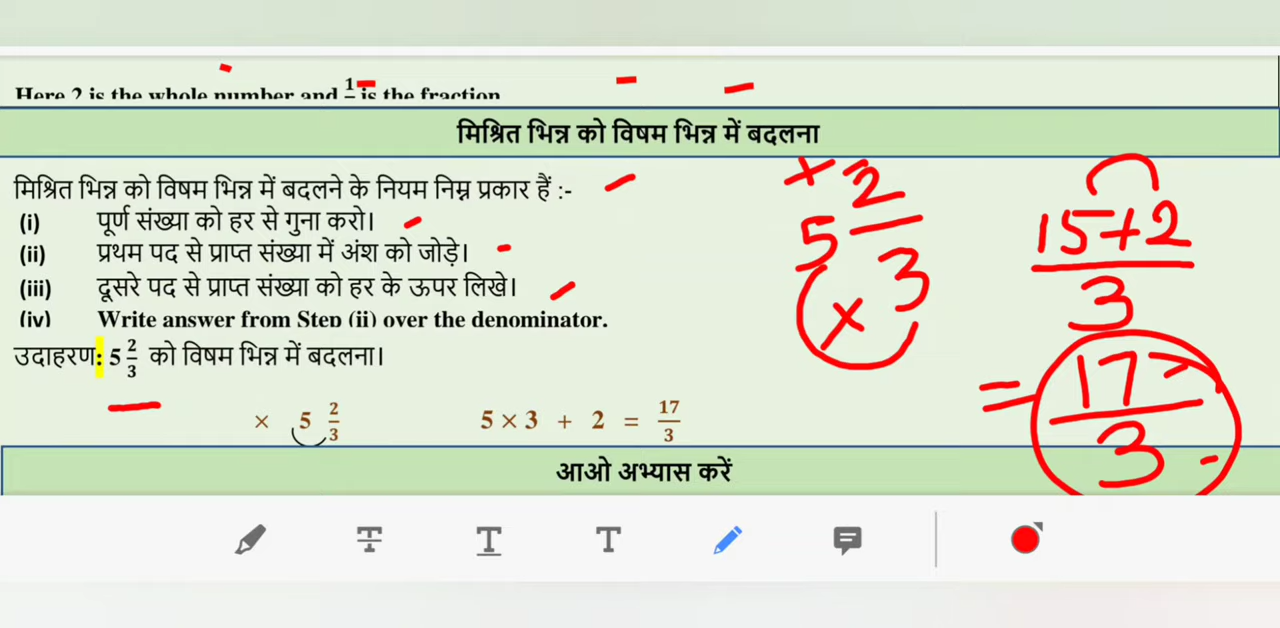 Here 2 is the whole number and 1 is the fraction
मिश्रित भिन्न को विषम भिन्न में बदलना
मिश्रित भिन्न को विषम भिन्न में बदलने के नियम निम्न प्रकार हैं :-
(i) पूर्ण संख्या को हर से गुना करो।
(ii) प्रथम पद से प्राप्त संख्या में अंश को जोड़े।
(iii) दूसरे पद से प्राप्त संख्या को हर के ऊपर लिखे।
(iv) Write answer from Step (ii) over the denominator.
उदाहरण: 5 2/3 को विषम भिन्न में बदलना।
× 5 2/3 5 × 3 + 2 = 17/3
आओ अभ्यास करें
+ 5 2/3 ×
15+2/3
= 17/3
T T T